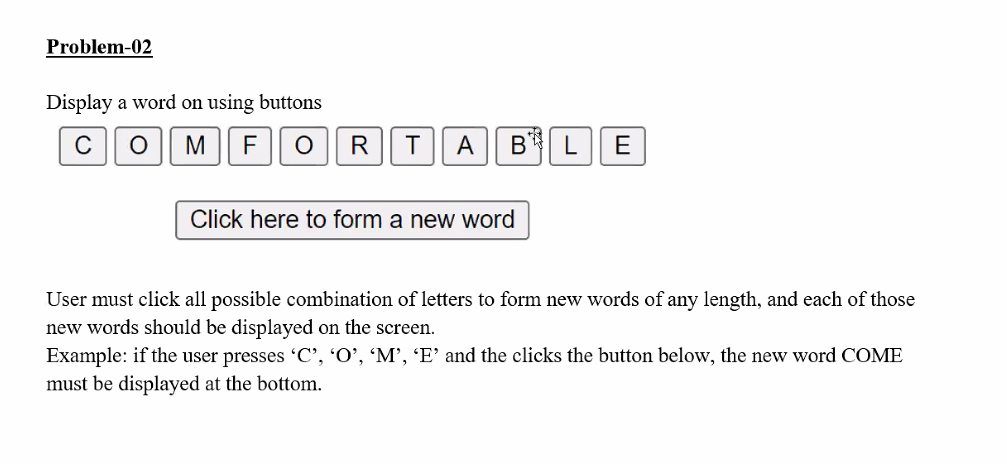 Problem-02
Display a word on using buttons
C O M F O R T A B L E
Click here to form a new word
User must click all possible combination of letters to form new words of any length, and each of those
new words should be displayed on the screen.
Example: if the user presses ‘C’, ‘O’, ‘M’, ‘E’ and the clicks the button below, the new word COME
must be displayed at the bottom.